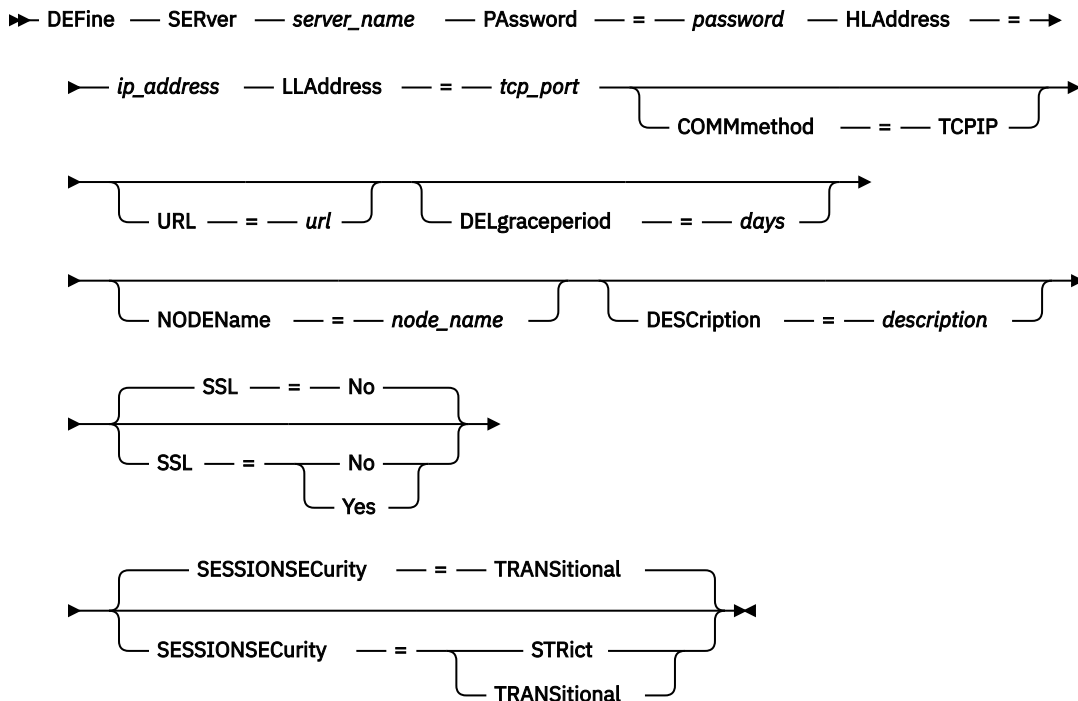 DEFine SERver server_name PAssword = password HLAddress =
ip_address LLAddress = tcp_port
COMMmethod = TCPIP
URL = url DELgraceperiod = days
NODEName = node_name DESCription = description
SSL = No
SSL = No
Yes
SESSIONSECurity = TRANSitional
SESSIONSECurity = STRict
TRANSitional